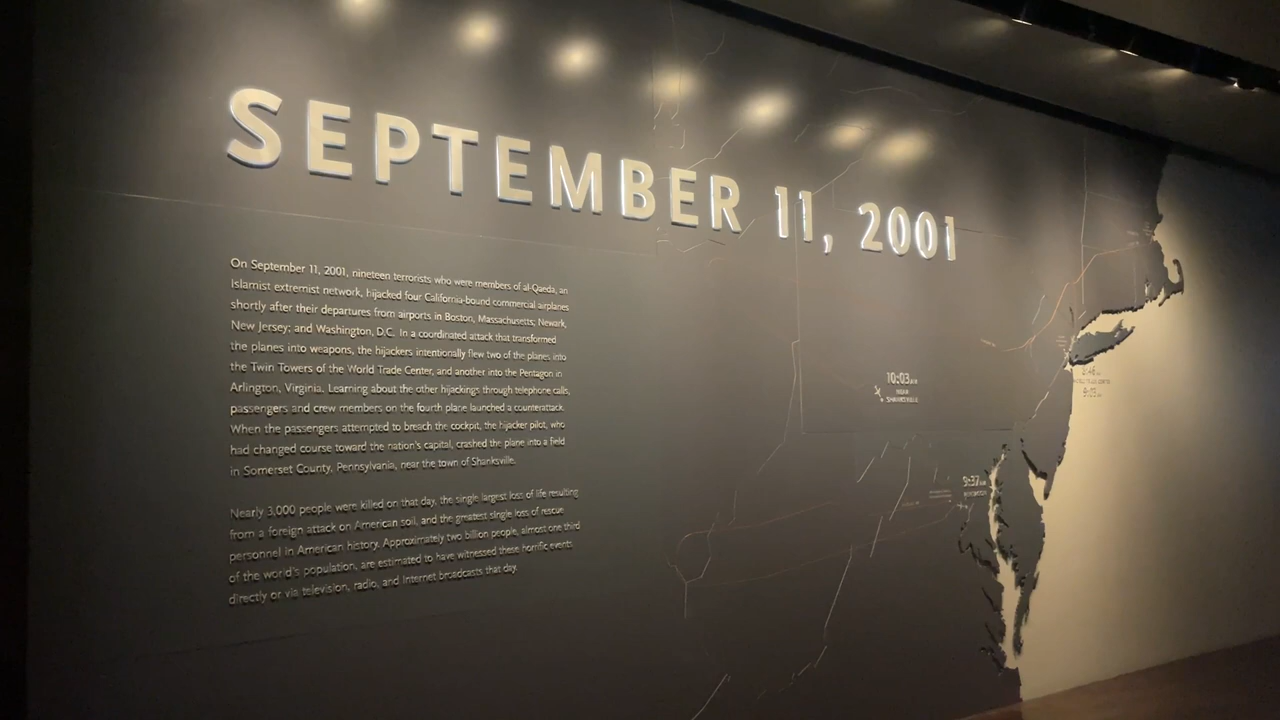 SEPTEMBER 11, 2001
On September 11, 2001, nineteen terrorists who were members of al-Qaeda, an
Islamist extremist network, hijacked four California-bound commercial airplanes
shortly after their departures from airports in Boston, Massachusetts; Newark,
New Jersey; and Washington, D.C. In a coordinated attack that transformed
the planes into weapons, the hijackers intentionally flew two of the planes into
the Twin Towers of the World Trade Center, and another into the Pentagon in
Arlington, Virginia. Learning about the other hijackings through telephone calls,
passengers and crew members on the fourth plane launched a counterattack.
When the passengers attempted to breach the cockpit, the hijacker pilot, who
had changed course toward the nation's capital, crashed the plane into a field
in Somerset County, Pennsylvania, near the town of Shanksville.
Nearly 3,000 people were killed on that day, the single largest loss of life resulting
from a foreign attack on American soil, and the greatest single loss of rescue
personnel in American history. Approximately two billion people, almost one third
of the world's population, are estimated to have witnessed these horrific events
directly or via television, radio, and Internet broadcasts that day.
10:03 AM
NEAR
SHANKSVILLE
8:46
9:03
9:37